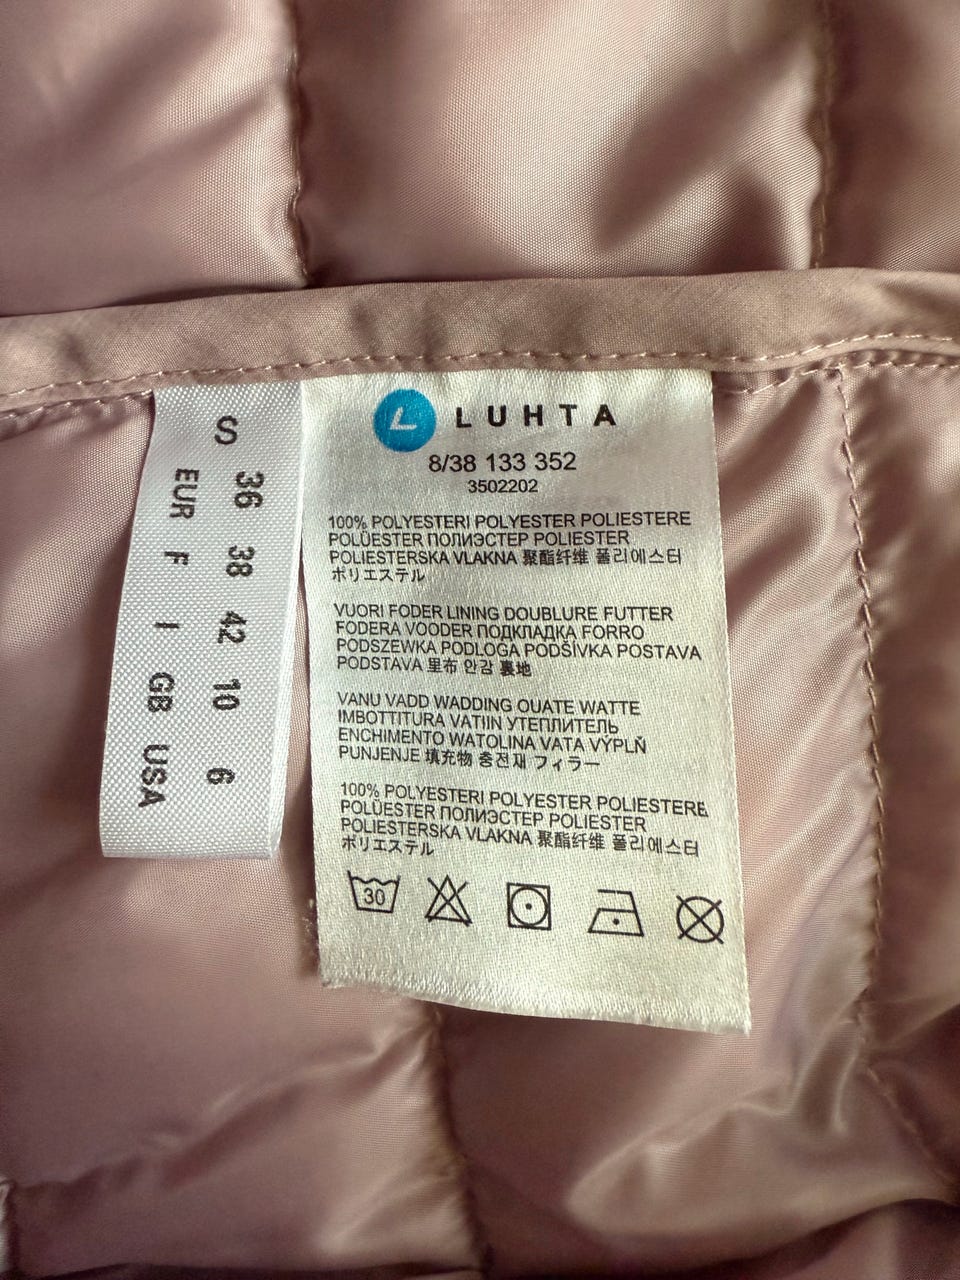 S
36 38 42 10 6
EUR F I GB USA
LUHTA
8/38 133 352
3502202
100% POLYESTERI POLYESTER POLIESTERE
POLÜESTER ПОЛИЭСТЕР POLIESTER
POLIESTERSKA VLAKNA 聚酯纤维 폴리에스터
ポリエステル
VUORI FODER LINING DOUBLURE FUTTER
FODERA VOODER ПОДКЛАДКА FORRO
PODSZEWKA PODLOGA PODŠÍVKA POSTAVA
PODSTAVA 里布 안감 裏地
VANU VADD WADDING OUATE WATTE
IMBOTTITURA VATIIN УТЕПЛИТЕЛЬ
ENCHIMENTO WATOLINA VATA VÝPLŇ
PUNJENJE 填充物 충전재 フィラー
100% POLYESTERI POLYESTER POLIESTERE
POLÜESTER ПОЛИЭСТЕР POLIESTER
POLIESTERSKA VLAKNA 聚酯纤维 폴리에스터
ポリエステル
30